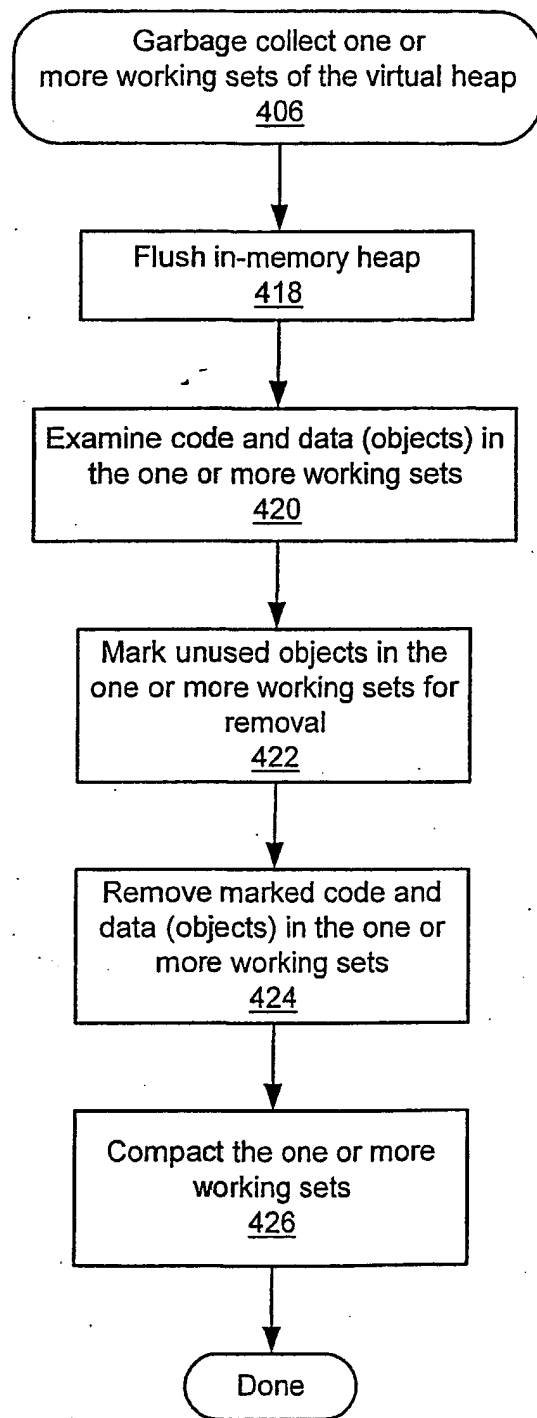 Garbage collect one or
more working sets of the virtual heap
406
Flush in-memory heap
418
Examine code and data (objects) in
the one or more working sets
420
Mark unused objects in the
one or more working sets for
removal
422
Remove marked code and
data (objects) in the one or
more working sets
424
Compact the one or more
working sets
426
Done